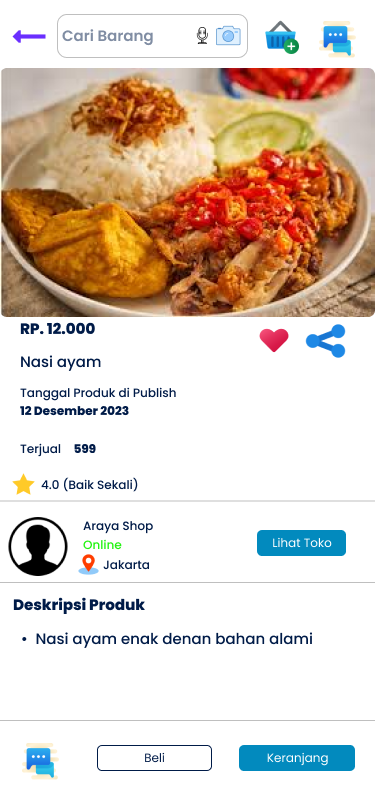 Cari Barang
RP. 12.000
Nasi ayam
Tanggal Produk di Publish
12 Desember 2023
Terjual 599
4.0 (Baik Sekali)
Araya Shop
Online
Jakarta
Lihat Toko
Deskripsi Produk
• Nasi ayam enak denan bahan alami
Beli
Keranjang